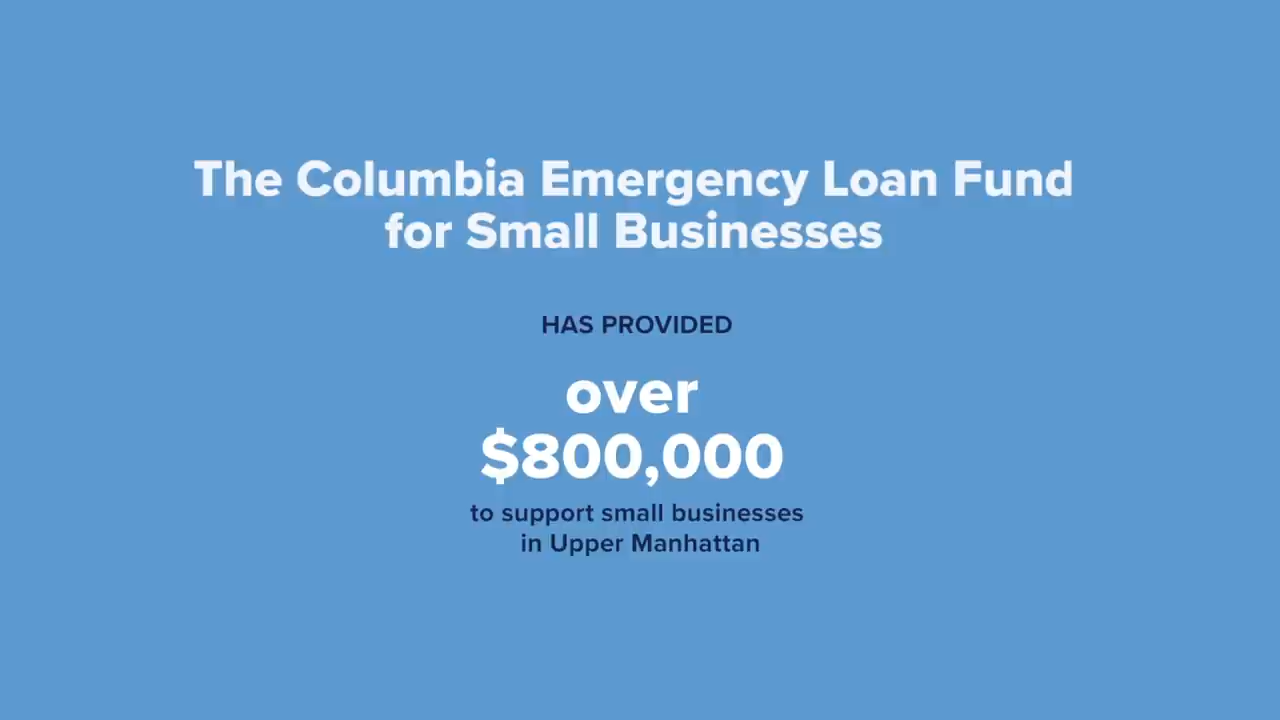 The Columbia Emergency Loan Fund
for Small Businesses
HAS PROVIDED
over
$800,000
to support small businesses
in Upper Manhattan